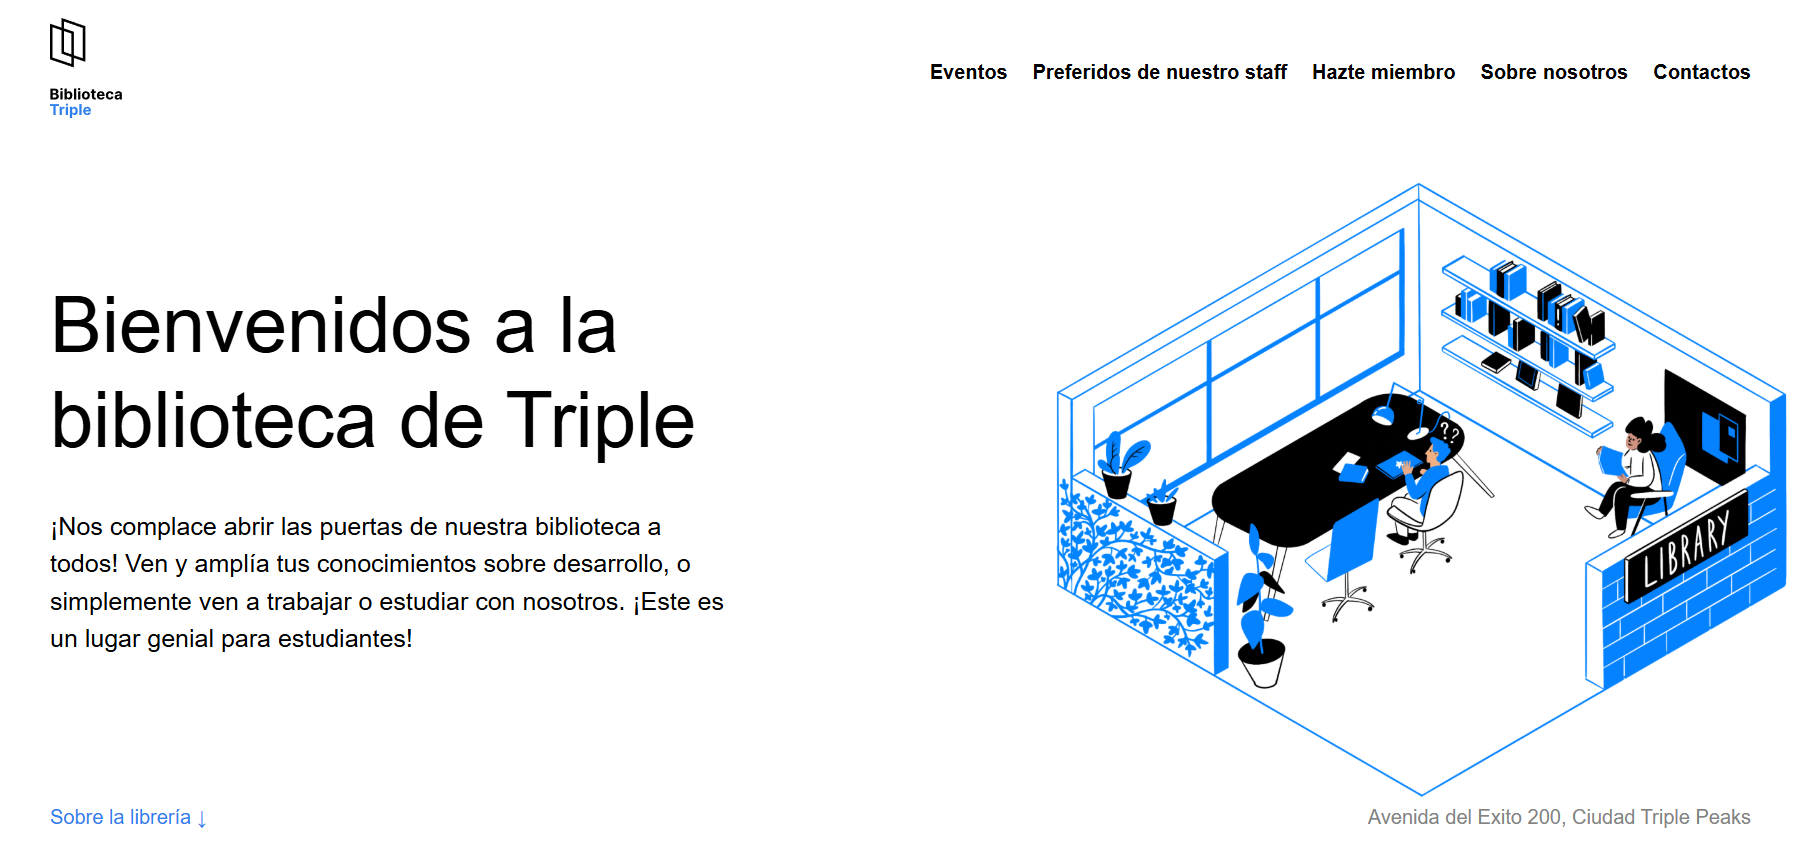 Biblioteca
Triple
Eventos Preferidos de nuestro staff Hazte miembro Sobre nosotros Contactos
Bienvenidos a la
biblioteca de Triple
¡Nos complace abrir las puertas de nuestra biblioteca a
todos! Ven y amplía tus conocimientos sobre desarrollo, o
simplemente ven a trabajar o estudiar con nosotros. ¡Este es
un lugar genial para estudiantes!
??
LIBRARY
Sobre la librería ↓
Avenida del Exito 200, Ciudad Triple Peaks